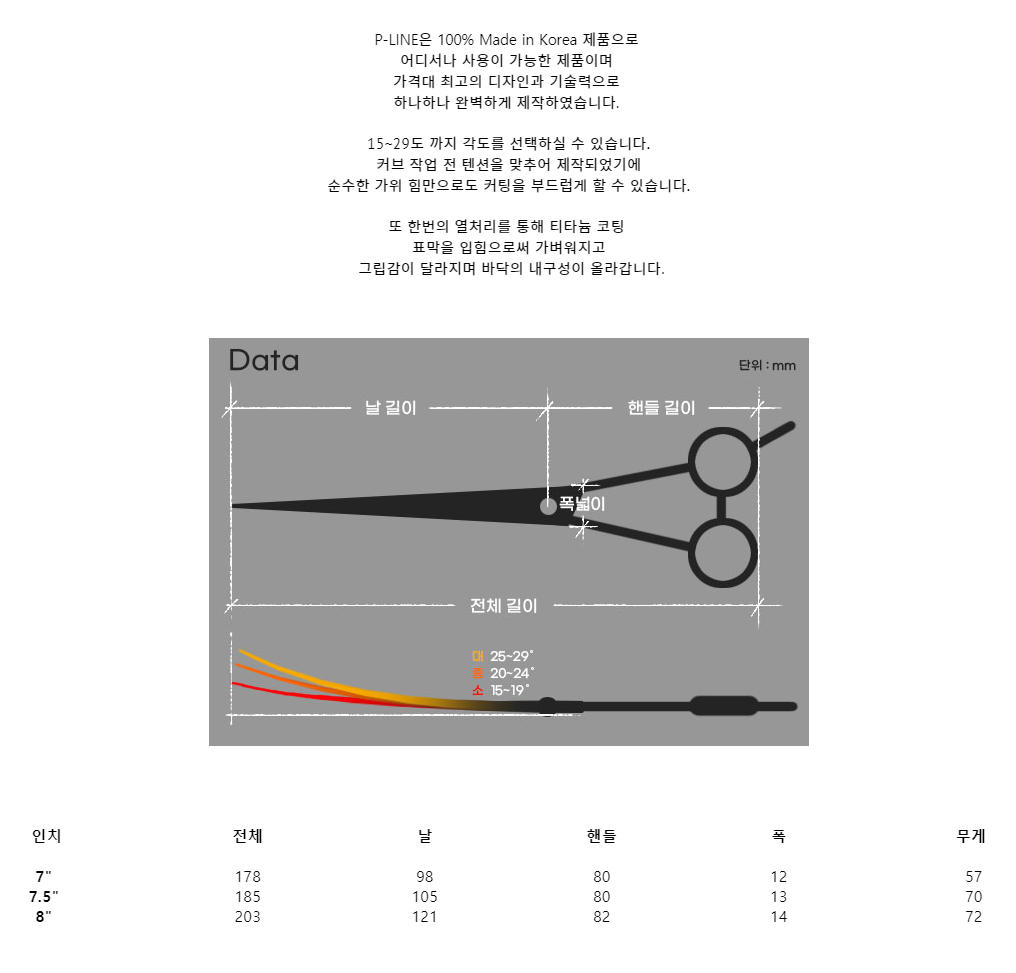 P-LINE은 100% Made in Korea 제품으로
어디서나 사용이 가능한 제품이며
가격대 최고의 디자인과 기술력으로
하나하나 완벽하게 제작하였습니다.
15~29도 까지 각도를 선택하실 수 있습니다.
커브 작업 전 텐션을 맞추어 제작되었기에
순수한 가위 힘만으로도 커팅을 부드럽게 할 수 있습니다.
또 한번의 열처리를 통해 티타늄 코팅
표막을 입힘으로써 가벼워지고
그립감이 달라지며 바닥의 내구성이 올라갑니다.
Data
단위 : mm
날 길이 핸들 길이
폭넓이
전체 길이
대 25~29°
중 20~24°
소 15~19°
인치 전체 날 핸들 폭 무게
7" 178 98 80 12 57
7.5" 185 105 80 13 70
8" 203 121 82 14 72